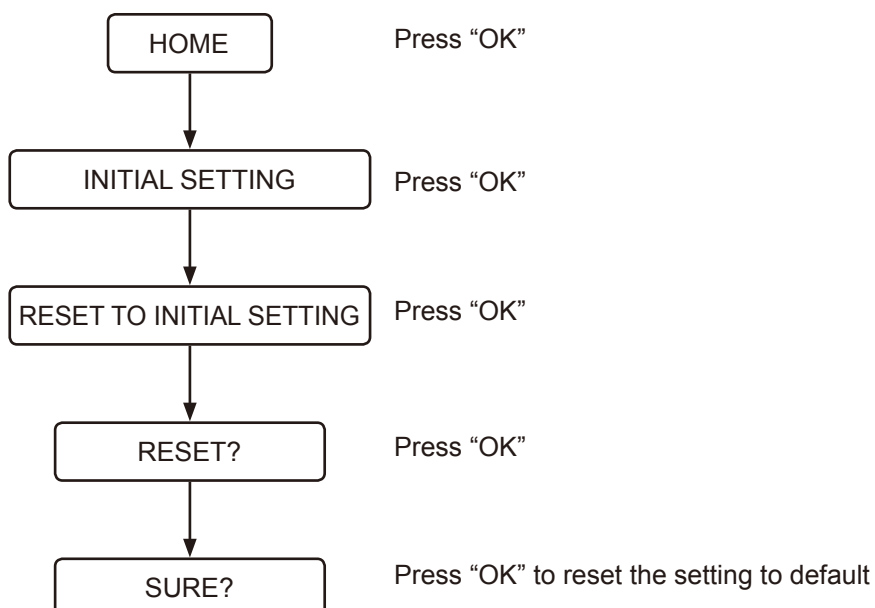 HOME
Press “OK”
INITIAL SETTING
Press “OK”
RESET TO INITIAL SETTING
Press “OK”
RESET?
Press “OK”
SURE?
Press “OK” to reset the setting to default